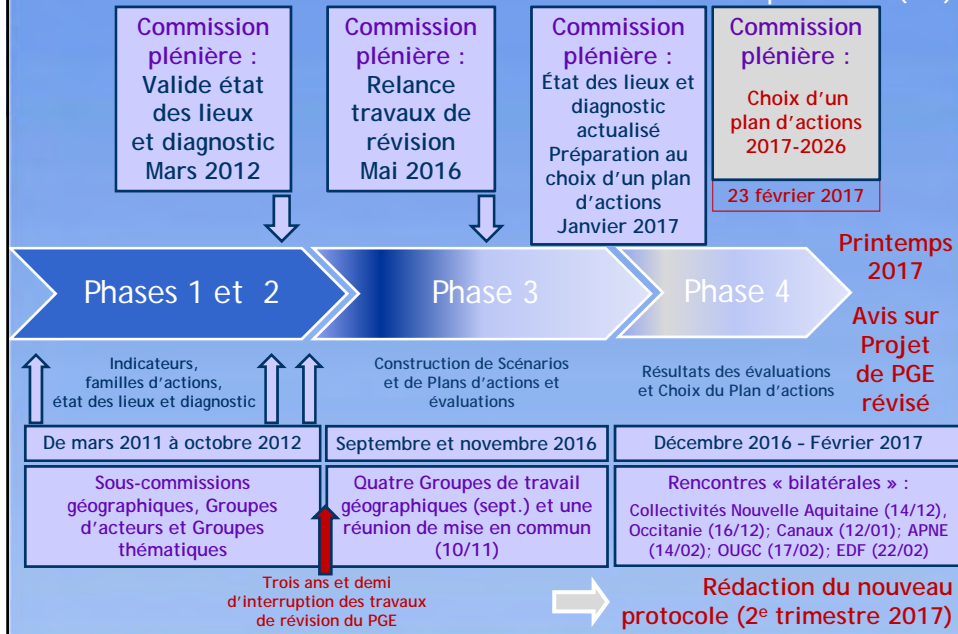 Commission
plénière :
Valide état
des lieux
et diagnostic
Mars 2012
Commission
plénière :
Relance
travaux de
révision
Mai 2016
Commission
plénière :
État des lieux et
diagnostic
actualisé
Préparation au
choix d'un plan
d'actions
Janvier 2017
Commission
plénière :
Choix d'un
plan d'actions
2017-2026
23 février 2017
Phases 1 et 2
Phase 3
Phase 4
Printemps
2017
Avis sur
Projet
de PGE
révisé
Indicateurs,
familles d'actions,
état des lieux et diagnostic
Construction de Scénarios
et de Plans d'actions et
évaluations
Résultats des évaluations
et Choix du Plan d'actions
De mars 2011 à octobre 2012
Septembre et novembre 2016
Décembre 2016 - Février 2017
Sous-commissions
géographiques, Groupes
d'acteurs et Groupes
thématiques
Quatre Groupes de travail
géographiques (sept.) et une
réunion de mise en commun
(10/11)
Rencontres « bilatérales » :
Collectivités Nouvelle Aquitaine (14/12),
Occitanie (16/12); Canaux (12/01); APNE
(14/02); OUGC (17/02); EDF (22/02)
Trois ans et demi
d'interruption des travaux
de révision du PGE
Rédaction du nouveau
protocole (2e trimestre 2017)